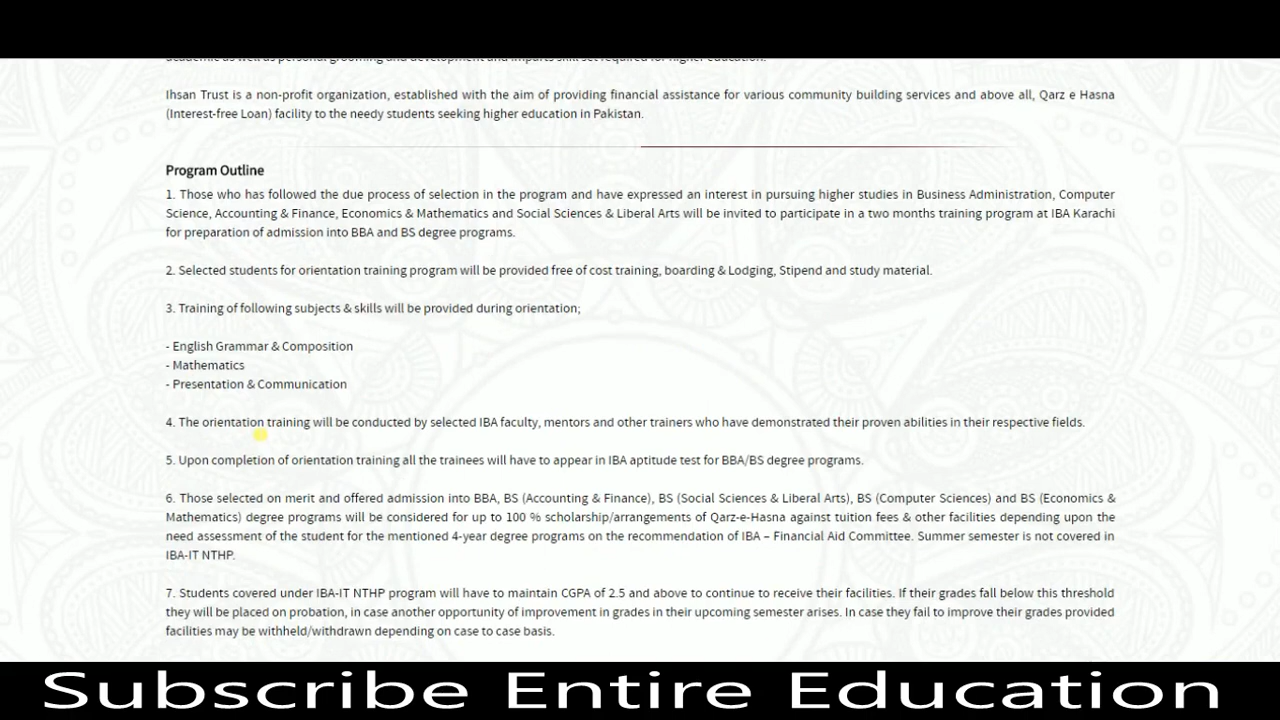 academic as well as personal grooming and development and imparts skill set required for higher education.
Ihsan Trust is a non-profit organization, established with the aim of providing financial assistance for various community building services and above all, Qarz e Hasna
(Interest-free Loan) facility to the needy students seeking higher education in Pakistan.
Program Outline
1. Those who has followed the due process of selection in the program and have expressed an interest in pursuing higher studies in Business Administration, Computer
Science, Accounting & Finance, Economics & Mathematics and Social Sciences & Liberal Arts will be invited to participate in a two months training program at IBA Karachi
for preparation of admission into BBA and BS degree programs.
2. Selected students for orientation training program will be provided free of cost training, boarding & Lodging, Stipend and study material.
3. Training of following subjects & skills will be provided during orientation;
- English Grammar & Composition
- Mathematics
- Presentation & Communication
4. The orientation training will be conducted by selected IBA faculty, mentors and other trainers who have demonstrated their proven abilities in their respective fields.
5. Upon completion of orientation training all the trainees will have to appear in IBA aptitude test for BBA/BS degree programs.
6. Those selected on merit and offered admission into BBA, BS (Accounting & Finance), BS (Social Sciences & Liberal Arts), BS (Computer Sciences) and BS (Economics &
Mathematics) degree programs will be considered for up to 100 % scholarship/arrangements of Qarz-e-Hasna against tuition fees & other facilities depending upon the
need assessment of the student for the mentioned 4-year degree programs on the recommendation of IBA – Financial Aid Committee. Summer semester is not covered in
IBA-IT NTHP.
7. Students covered under IBA-IT NTHP program will have to maintain CGPA of 2.5 and above to continue to receive their facilities. If their grades fall below this threshold
they will be placed on probation, in case another opportunity of improvement in grades in their upcoming semester arises. In case they fail to improve their grades provided
facilities may be withheld/withdrawn depending on case to case basis.
Subscribe Entire Education